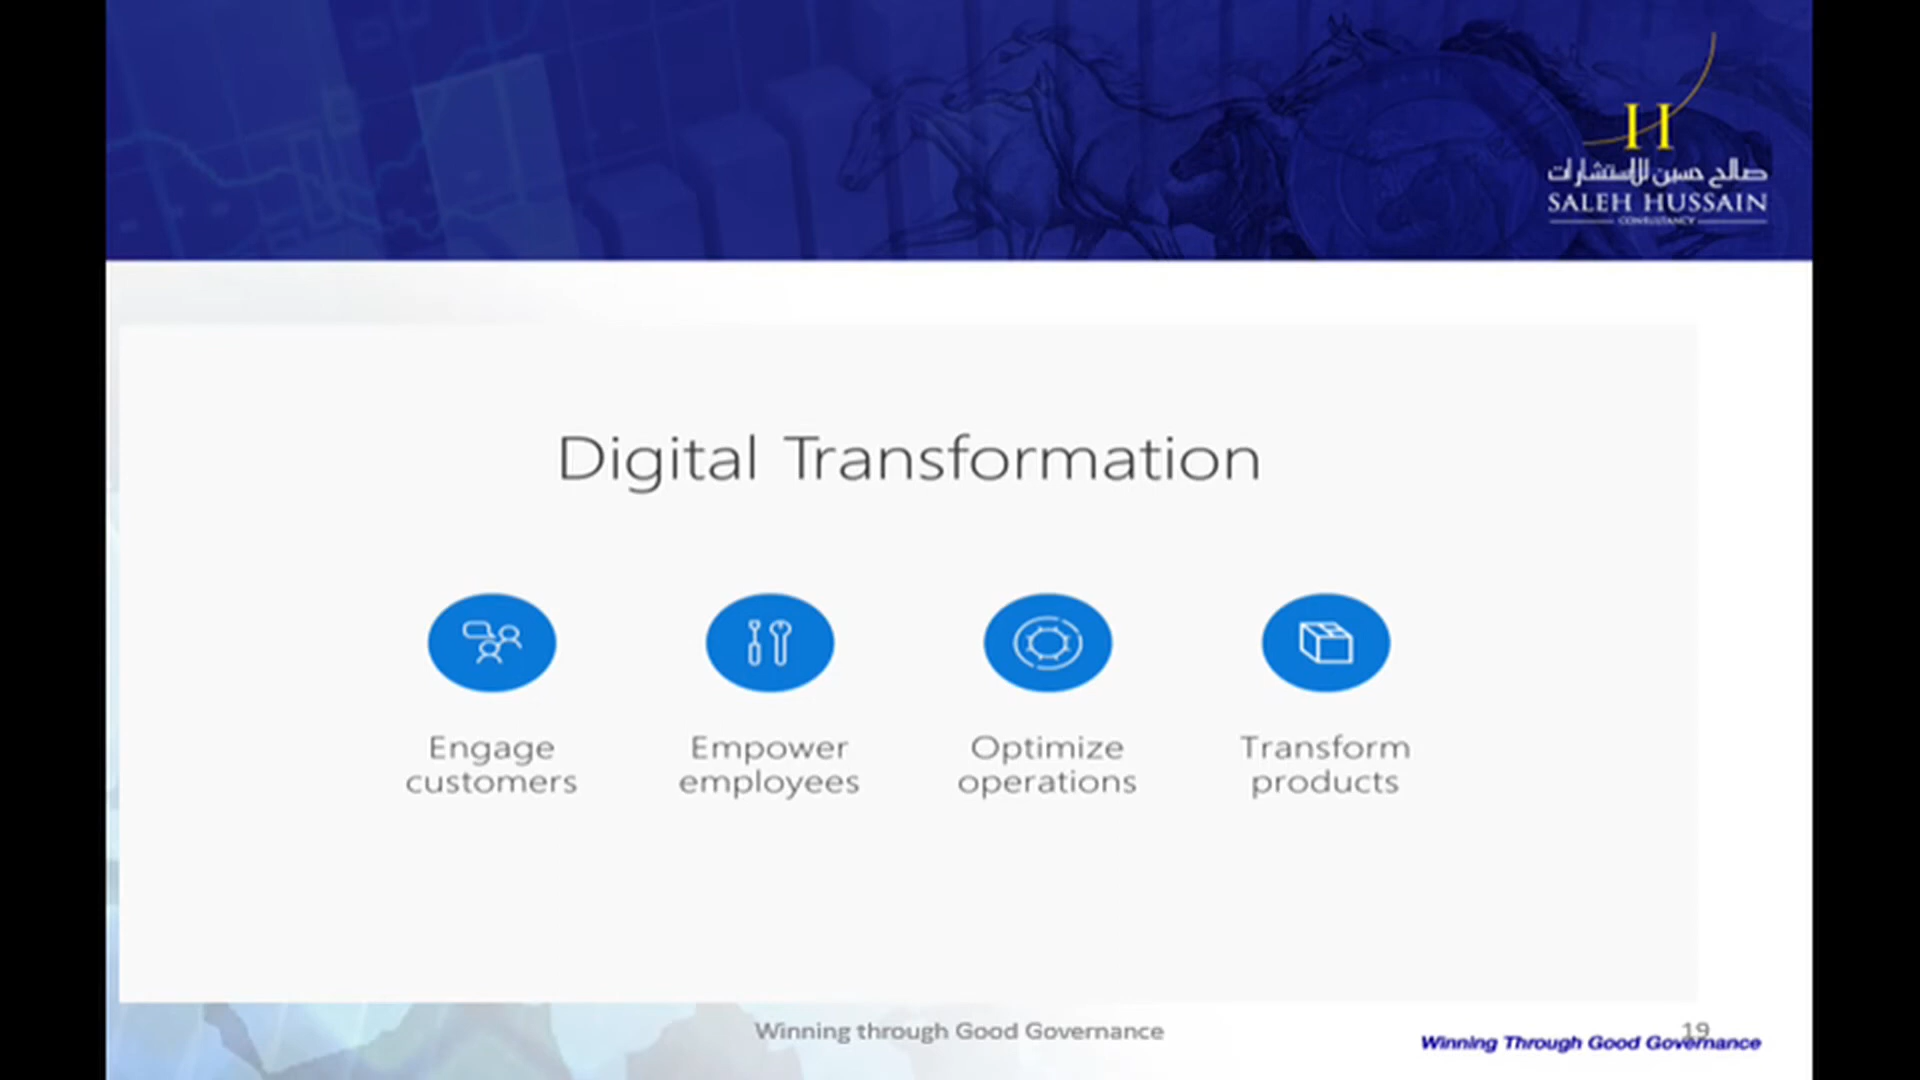 صالح حسين للاستشارات
SALEH HUSSAIN
CONSULTANCY
Digital Transformation
Engage
customers
Empower
employees
Optimize
operations
Transform
products
Winning through Good Governance
19
Winning Through Good Governance